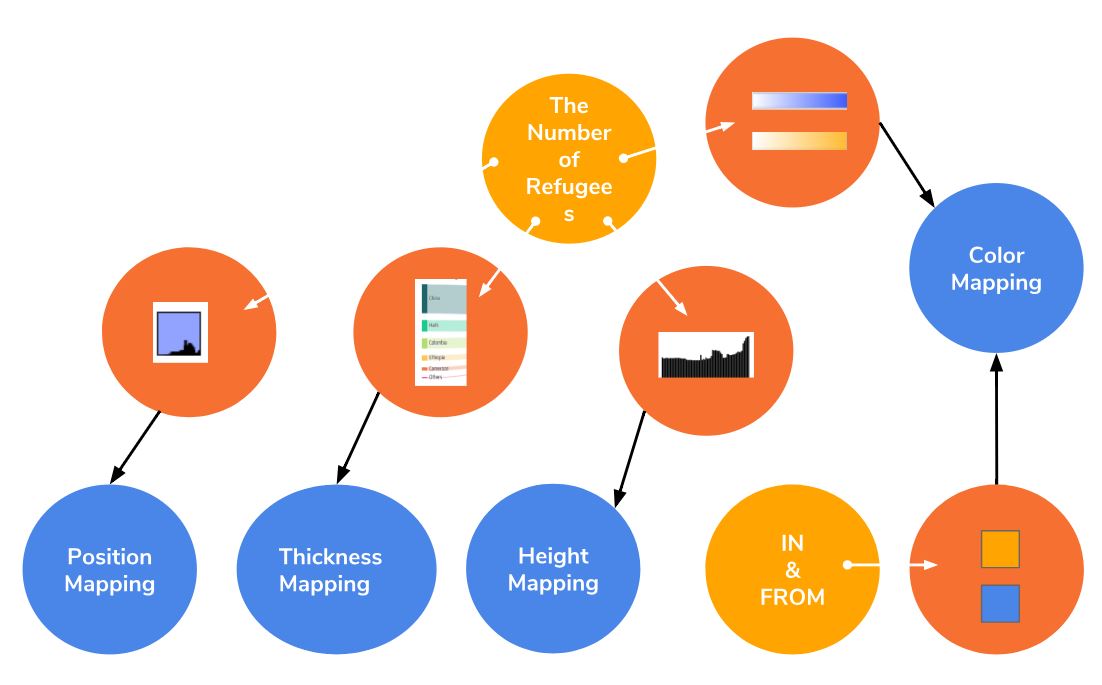 The
Number
of
Refugee
s
China
Haiti
Colombia
Ethiopia
Cameroon
Others
Color
Mapping
Position
Mapping
Thickness
Mapping
Height
Mapping
IN
&
FROM